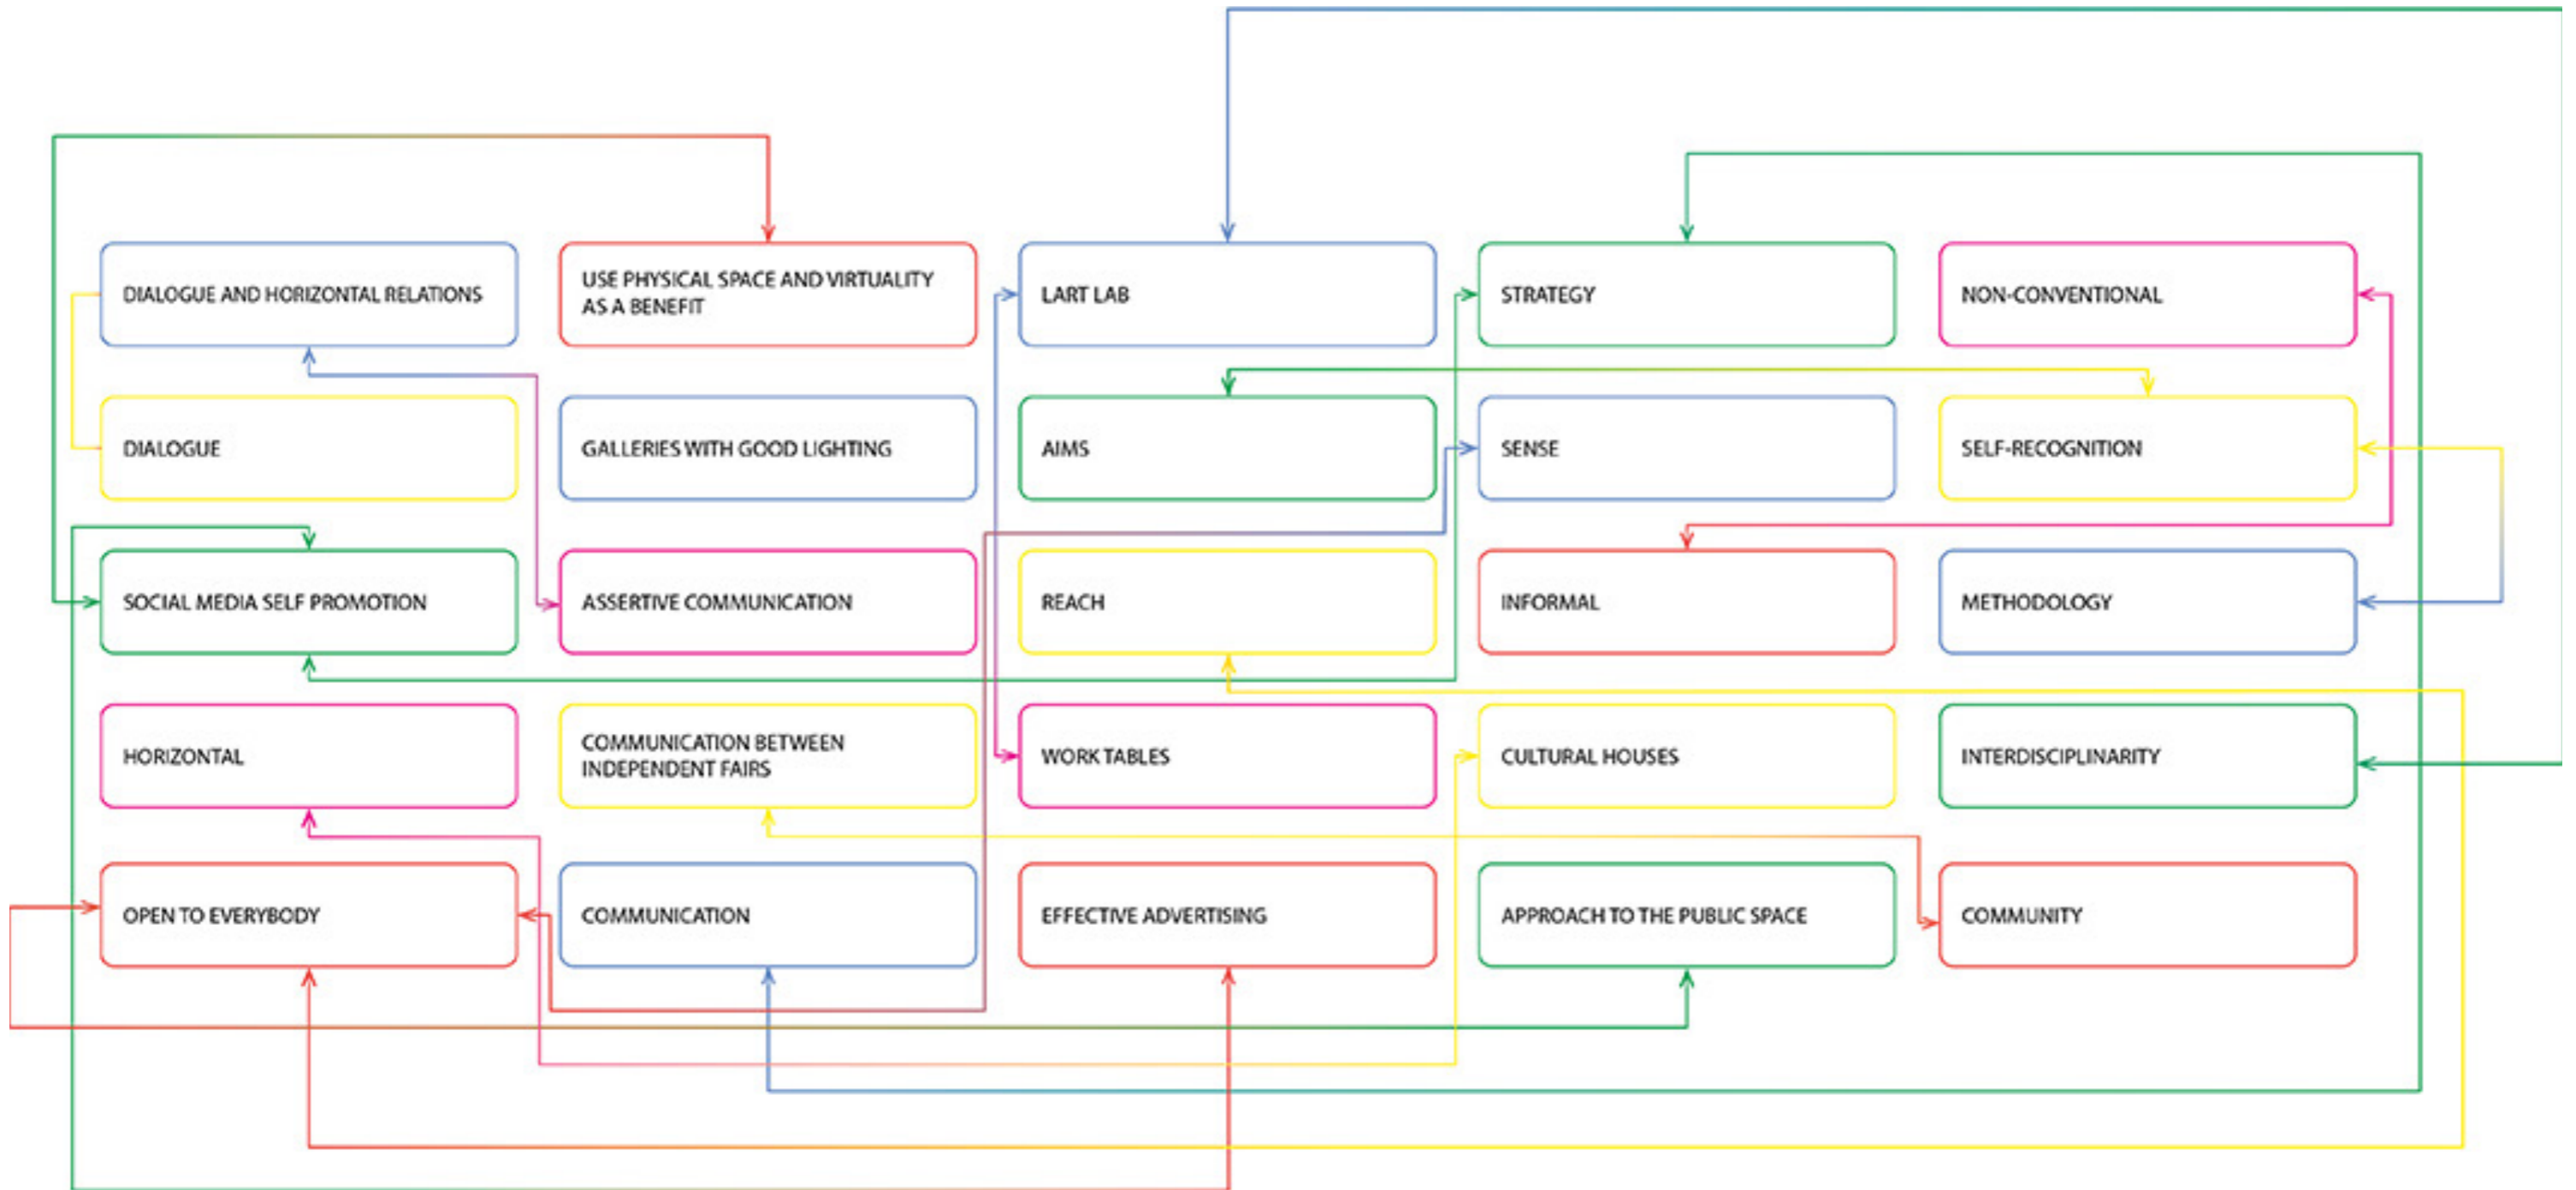 DIALOGUE AND HORIZONTAL RELATIONS
USE PHYSICAL SPACE AND VIRTUALITY
AS A BENEFIT
LART LAB
STRATEGY
NON-CONVENTIONAL
DIALOGUE
GALLERIES WITH GOOD LIGHTING
AIMS
SENSE
SELF-RECOGNITION
SOCIAL MEDIA SELF PROMOTION
ASSERTIVE COMMUNICATION
REACH
INFORMAL
METHODOLOGY
HORIZONTAL
COMMUNICATION BETWEEN
INDEPENDENT FAIRS
WORK TABLES
CULTURAL HOUSES
INTERDISCIPLINARITY
OPEN TO EVERYBODY
COMMUNICATION
EFFECTIVE ADVERTISING
APPROACH TO THE PUBLIC SPACE
COMMUNITY